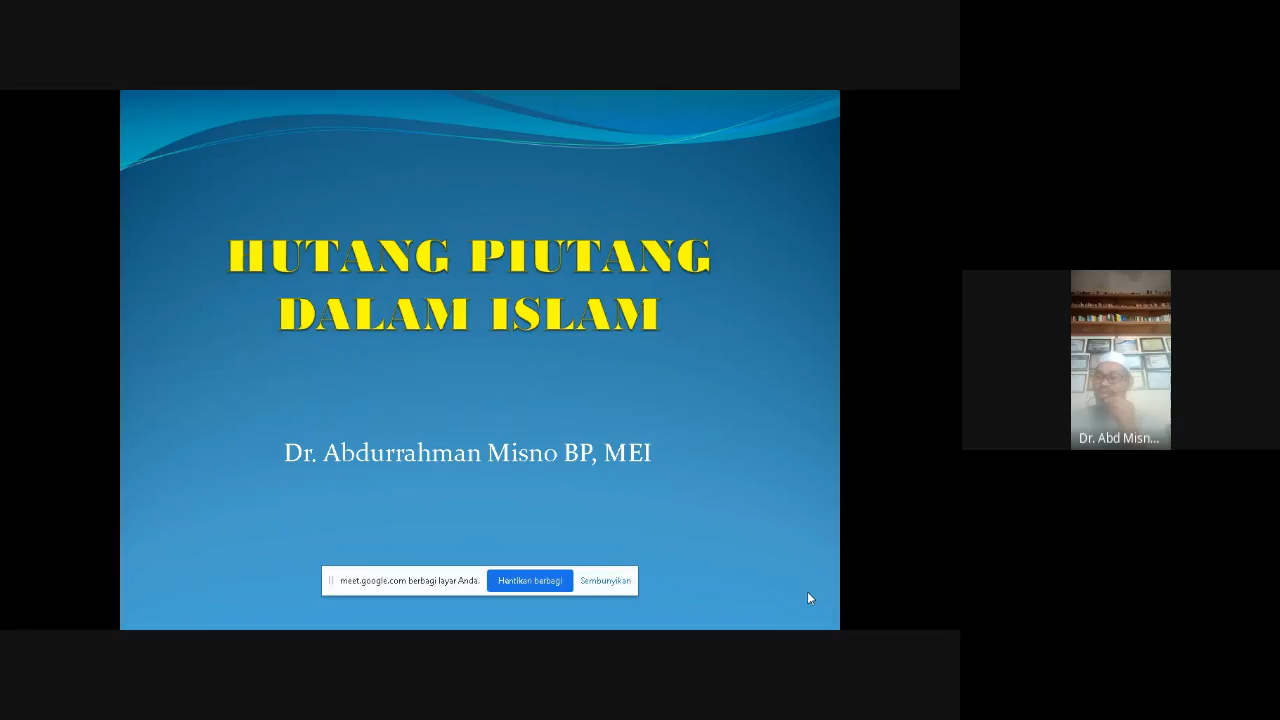 HUTANG PIUTANG
DALAM ISLAM
Dr. Abdurrahman Misno BP, MEI
meet.google.com berbagi layar Anda.
Hentikan berbagi
Sembunyikan
Dr. Abd Misn...